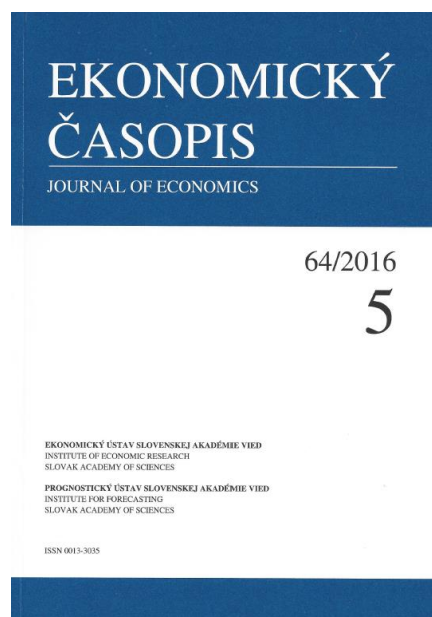 EKONOMICKÝ
ČASOPIS
JOURNAL OF ECONOMICS
64/2016
5
EKONOMICKÝ ÚSTAV SLOVENSKEJ AKADÉMIE VIED
INSTITUTE OF ECONOMIC RESEARCH
SLOVAK ACADEMY OF SCIENCES
PROGNOSTICKÝ ÚSTAV SLOVENSKEJ AKADÉMIE VIED
INSTITUTE FOR FORECASTING
SLOVAK ACADEMY OF SCIENCES
ISSN 0013-3035